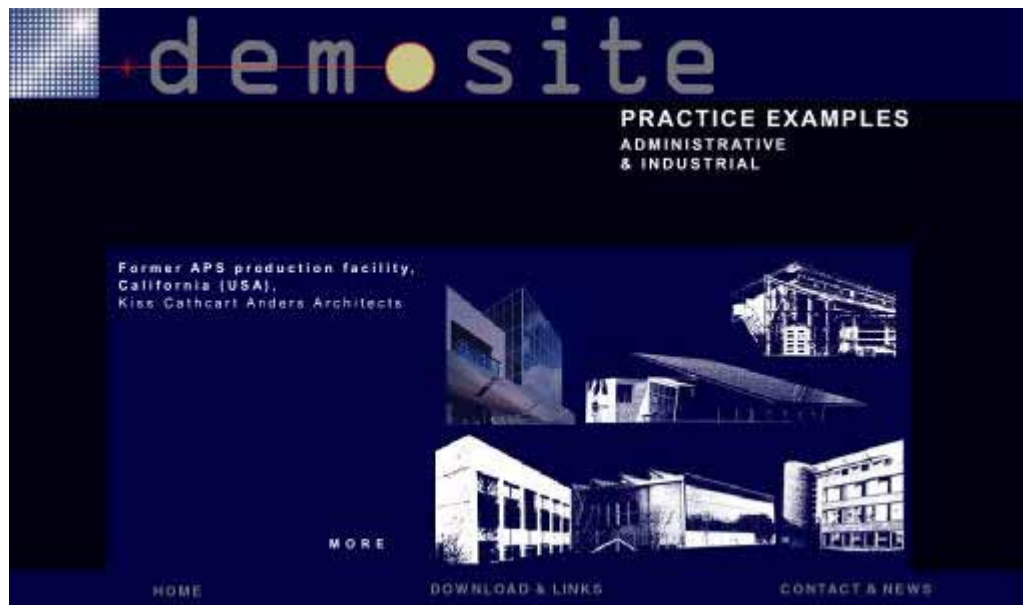 demosite
PRACTICE EXAMPLES
ADMINISTRATIVE
& INDUSTRIAL
Former APS production facility,
California (USA).
Kiss Cathcart Anders Architects
MORE
HOME
DOWNLOAD & LINKS
CONTACT & NEWS